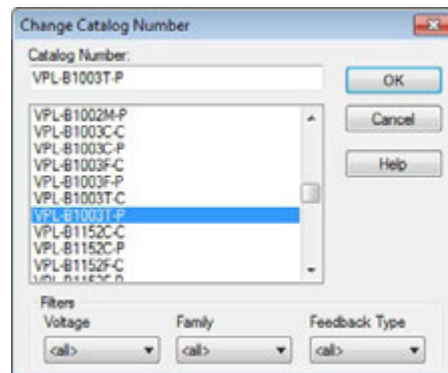 Change Catalog Number
Catalog Number:
VPL-B1003T-P
OK
VPL-B1002M-P
Cancel
VPL-B1003C-C
VPL-B1003C-P
VPL-B1003F-C
Help
VPL-B1003F-P
VPL-B1003T-C
VPL-B1003T-P
VPL-B1152C-C
VPL-B1152C-P
VPL-B1152F-C
Filters
Voltage
Family
Feedback Type
<all>
<all>
<all>